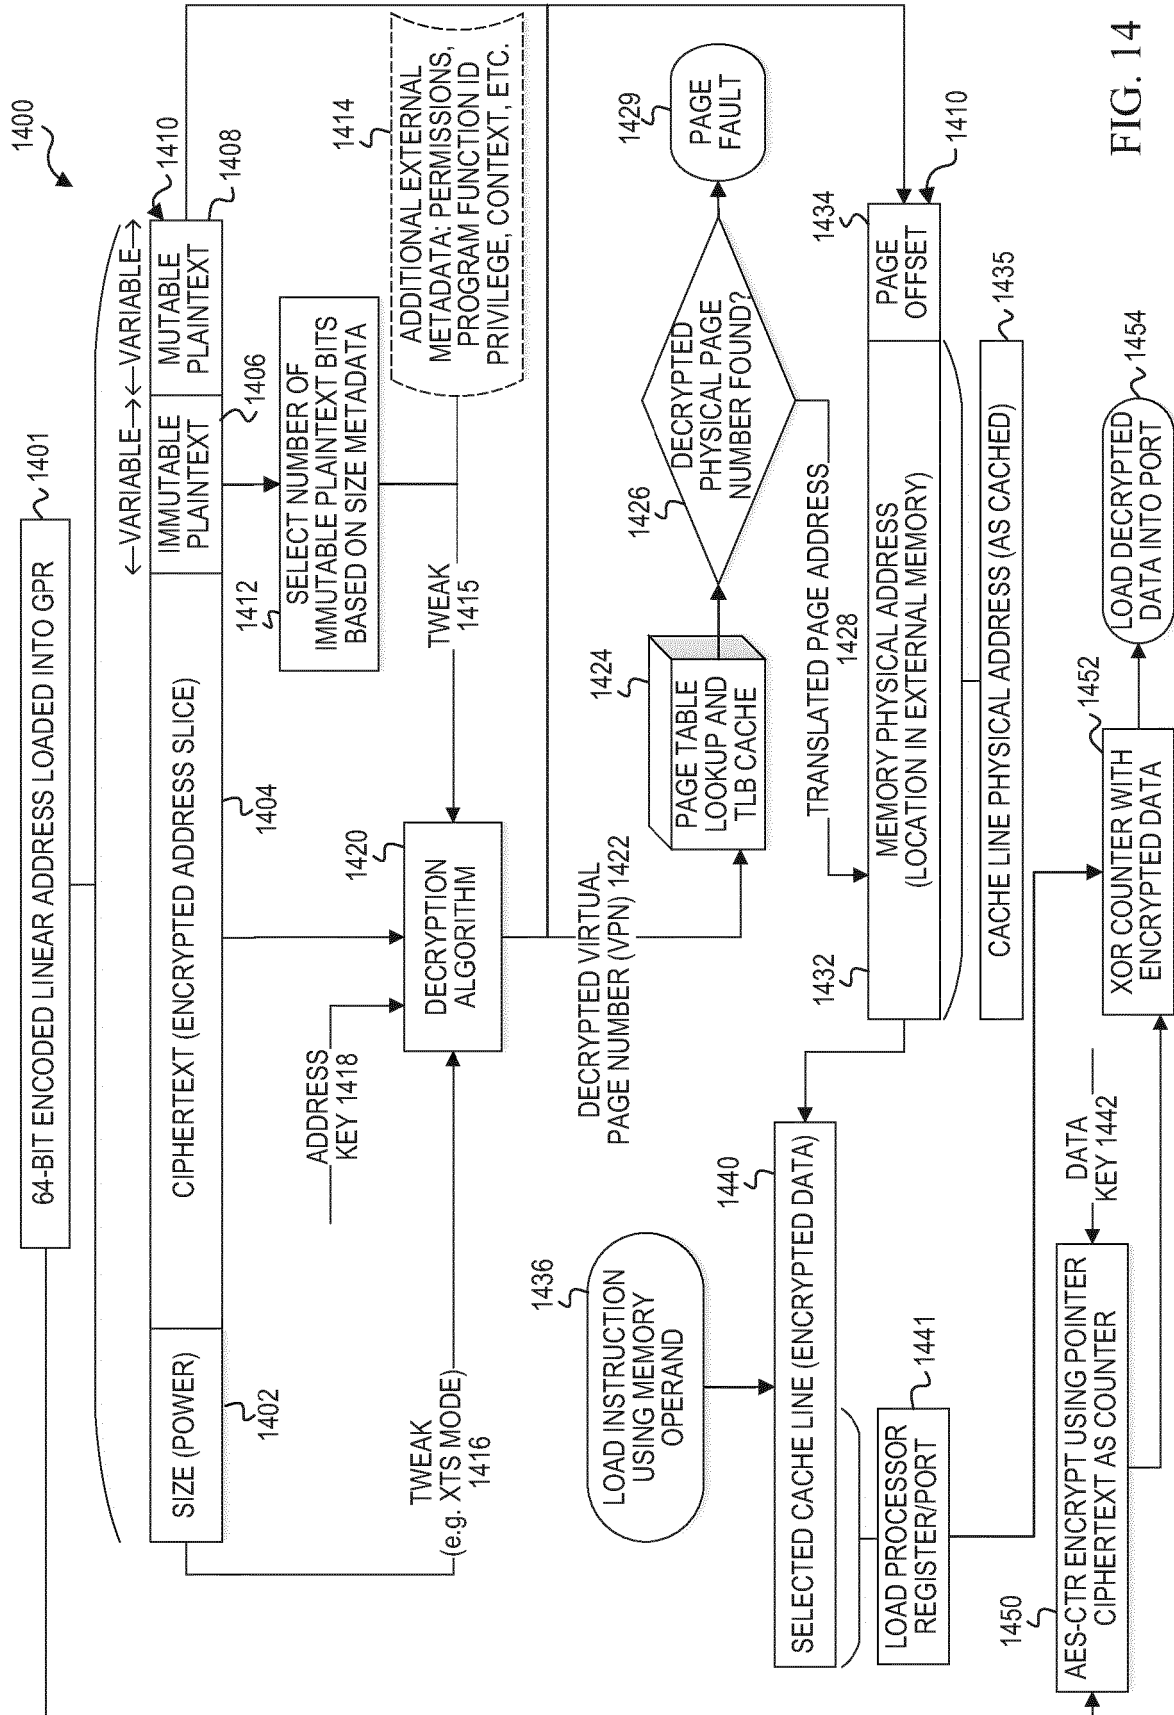 1400
64-BIT ENCODED LINEAR ADDRESS LOADED INTO GPR
1401
←VARIABLE→
←VARIABLE→
1410
SIZE (POWER)
CIPHERTEXT (ENCRYPTED ADDRESS SLICE)
IMMUTABLE
PLAINTEXT
MUTABLE
PLAINTEXT
1402
1404
1406
1408
1412
SELECT NUMBER OF
IMMUTABLE PLAINTEXT BITS
BASED ON SIZE METADATA
1414
ADDITIONAL EXTERNAL
METADATA: PERMISSIONS,
PROGRAM FUNCTION ID
PRIVILEGE, CONTEXT, ETC.
ADDRESS
KEY 1418
TWEAK
(e.g. XTS MODE)
1416
TWEAK
1415
1420
DECRYPTION
ALGORITHM
DECRYPTED VIRTUAL
PAGE NUMBER (VPN) 1422
1424
PAGE TABLE
LOOKUP AND
TLB CACHE
1426
DECRYPTED
PHYSICAL PAGE
NUMBER FOUND?
1429
PAGE
FAULT
TRANSLATED PAGE ADDRESS
1428
1432
MEMORY PHYSICAL ADDRESS
(LOCATION IN EXTERNAL MEMORY)
1434
PAGE
OFFSET
1410
CACHE LINE PHYSICAL ADDRESS (AS CACHED)
1435
1436
LOAD INSTRUCTION
USING MEMORY
OPERAND
1440
SELECTED CACHE LINE (ENCRYPTED DATA)
LOAD PROCESSOR
REGISTER/PORT
1441
DATA
KEY 1442
1450
AES-CTR ENCRYPT USING POINTER
CIPHERTEXT AS COUNTER
1452
XOR COUNTER WITH
ENCRYPTED DATA
1454
LOAD DECRYPTED
DATA INTO PORT
FIG. 14